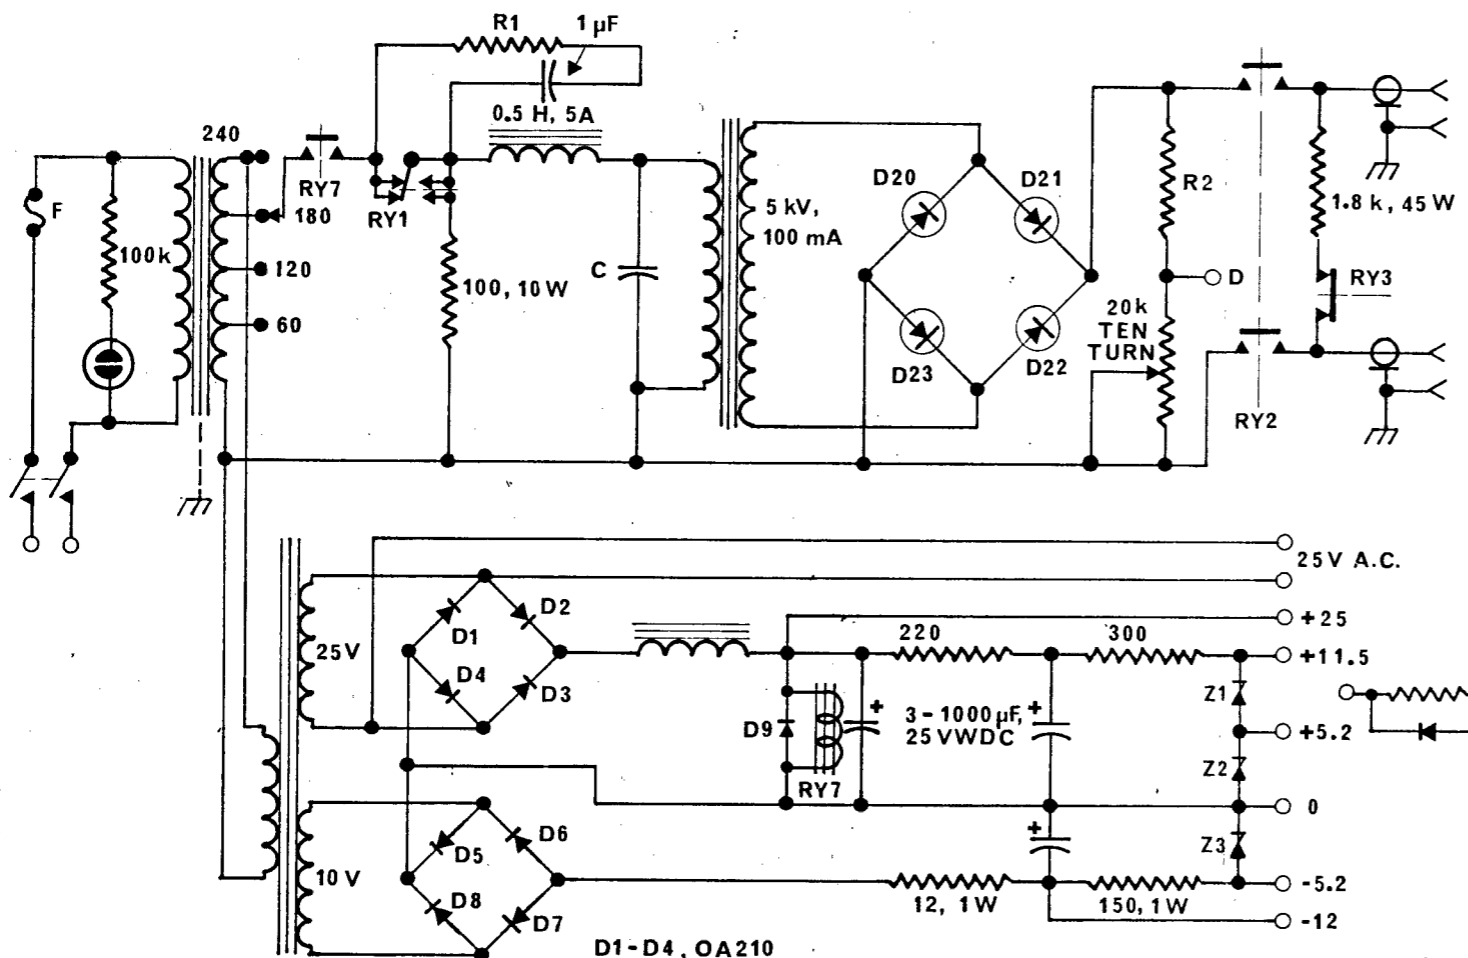 R1
1 µF
0.5 H, 5A
240
RY7
180
RY1
F
100k
120
60
100, 10W
C
5 kV,
100 mA
D20
D21
D23
D22
R2
D
20k
TEN
TURN
1.8 k, 45 W
RY3
RY2
25V A.C.
+25
220
300
+11.5
25V
D1
D2
D4
D3
D9
RY7
+
3-1000 µF,
25 VWDC
+
Z1
+5.2
Z2
0
+
Z3
10 V
D5
D6
D8
D7
12, 1W
150, 1W
-5.2
-12
D1-D4, OA210